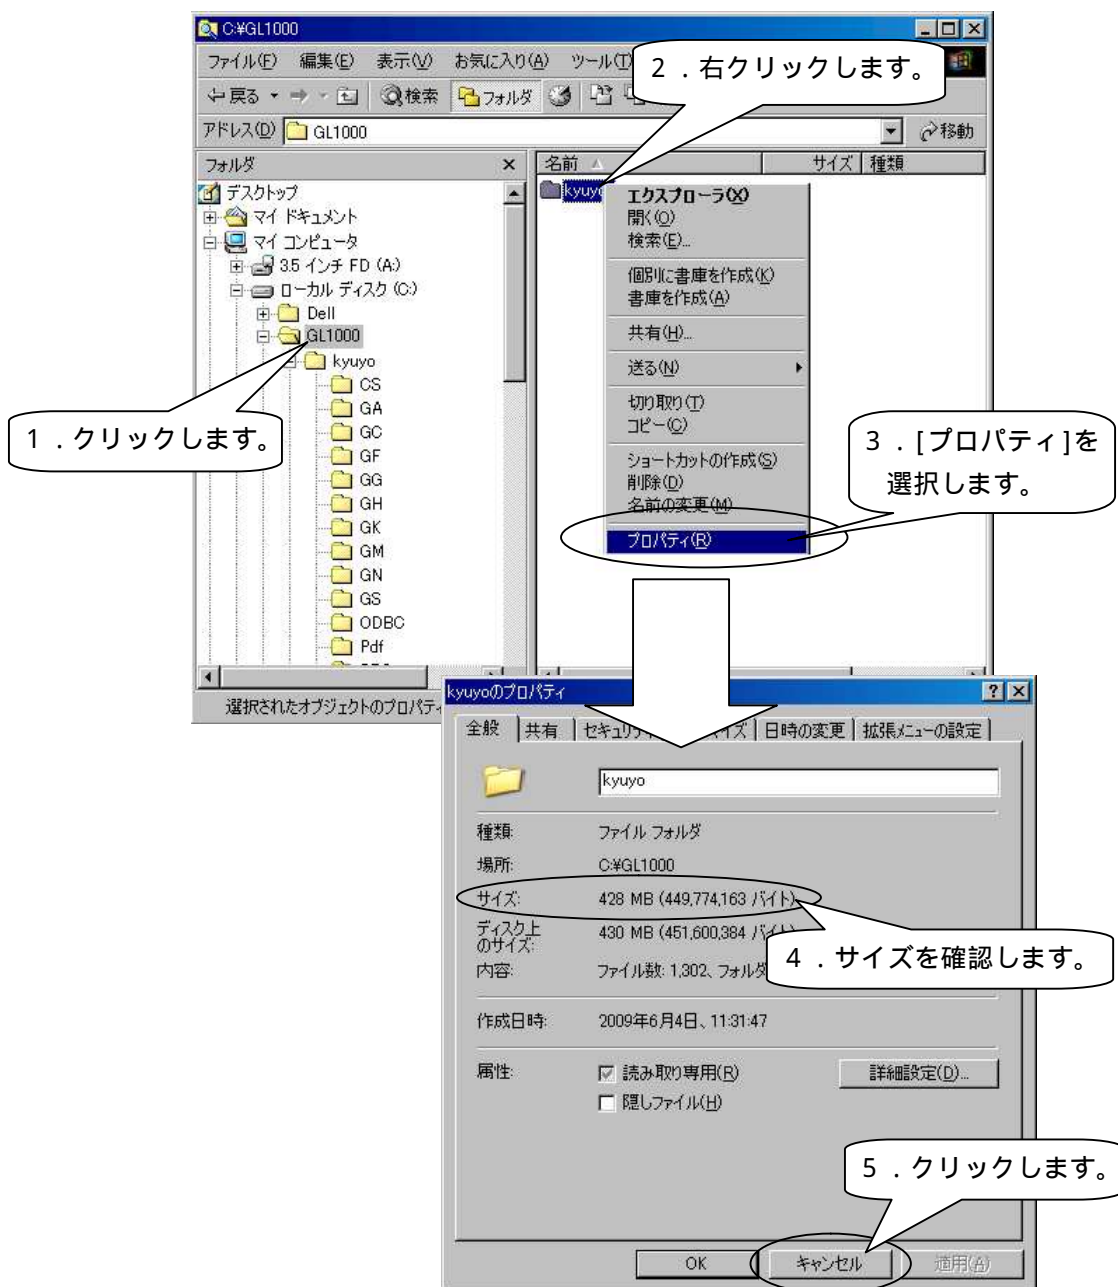 C:¥GL1000
ファイル(F) 編集(E) 表示(V) お気に入り(A) ツール(T)
2．右クリックします。
戻る 検索 フォルダ
アドレス(D) GL1000 移動
フォルダ × 名前 サイズ 種類
デスクトップ
マイ ドキュメント
マイ コンピュータ
3.5 インチ FD (A:)
ローカル ディスク (C:)
Dell
GL1000
kyuyo
CS
GA
GC
GF
GG
GH
GK
GM
GN
GS
ODBC
Pdf
1．クリックします。
kyuyo
エクスプローラ(X)
開く(O)
検索(E)...
個別に書庫を作成(K)
書庫を作成(A)
共有(H)...
送る(N)
切り取り(T)
コピー(C)
ショートカットの作成(S)
削除(D)
名前の変更(M)
プロパティ(R)
3．[プロパティ]を
選択します。
選択されたオブジェクトのプロパティ
kyuyoのプロパティ
全般 共有 セキュリティ 日時の変更 拡張メニューの設定
kyuyo
種類: ファイル フォルダ
場所: C:¥GL1000
サイズ: 428 MB (449,774,163 バイト)
ディスク上
のサイズ: 430 MB (451,600,384 バイト)
4．サイズを確認します。
内容: ファイル数: 1,302、フォルダ
作成日時: 2009年6月4日、11:31:47
属性: 読み取り専用(R) 詳細設定(D)...
隠しファイル(H)
5．クリックします。
OK キャンセル 適用(A)